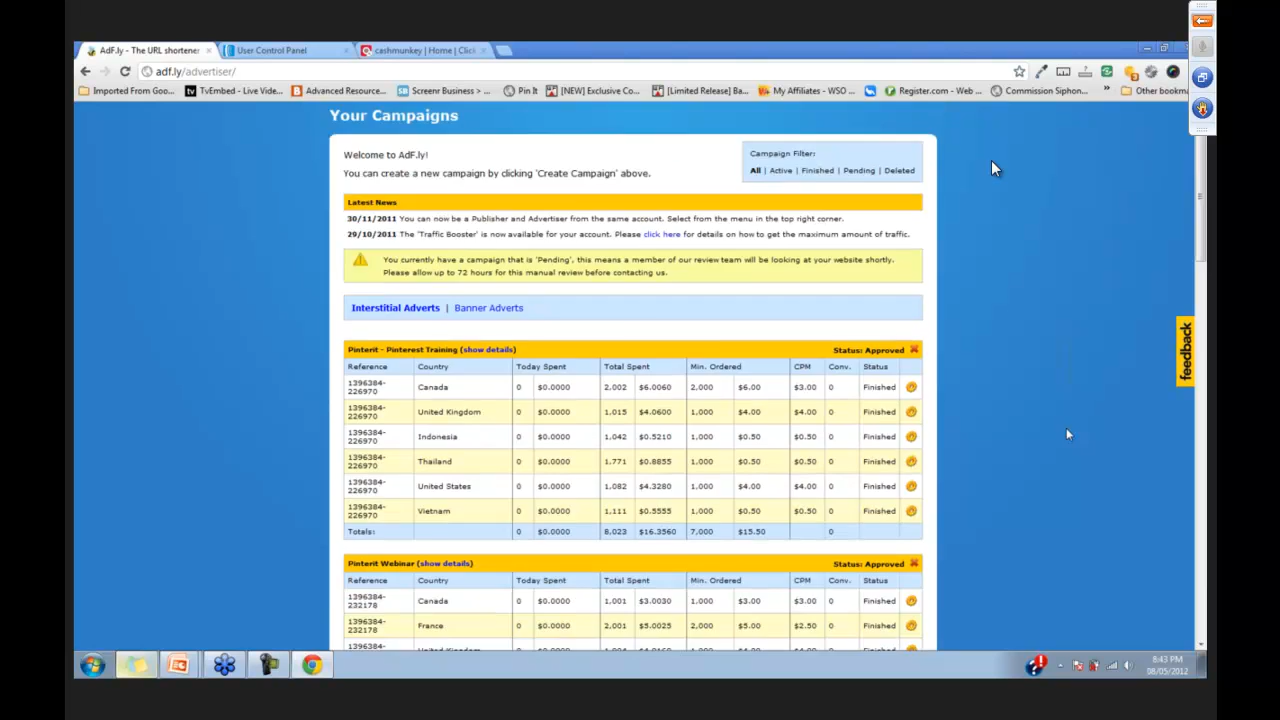 AdF.ly - The URL shortene
User Control Panel
cashmunkey | Home | Click
adf.ly/advertiser/
Imported From Goo...
TvEmbed - Live Vide...
Advanced Resource...
Screenr Business > ...
Pin It
[NEW] Exclusive Co...
[Limited Release] Ba...
My Affiliates - WSO ...
Register.com - Web ...
Commission Siphon...
»
Other bookma
Your Campaigns
Welcome to AdF.ly!
You can create a new campaign by clicking 'Create Campaign' above.
Campaign Filter:
All | Active | Finished | Pending | Deleted
Latest News
30/11/2011 You can now be a Publisher and Advertiser from the same account. Select from the menu in the top right corner.
29/10/2011 The 'Traffic Booster' is now available for your account. Please click here for details on how to get the maximum amount of traffic.
You currently have a campaign that is 'Pending', this means a member of our review team will be looking at your website shortly.
Please allow up to 72 hours for this manual review before contacting us.
Interstitial Adverts | Banner Adverts
feedback
Pinterit - Pinterest Training (show details) Status: Approved
Reference Country Today Spent Total Spent Min. Ordered CPM Conv. Status
1396384-226970 Canada 0 $0.0000 2,002 $6.0060 2,000 $6.00 $3.00 0 Finished
1396384-226970 United Kingdom 0 $0.0000 1,015 $4.0600 1,000 $4.00 $4.00 0 Finished
1396384-226970 Indonesia 0 $0.0000 1,042 $0.5210 1,000 $0.50 $0.50 0 Finished
1396384-226970 Thailand 0 $0.0000 1,771 $0.8855 1,000 $0.50 $0.50 0 Finished
1396384-226970 United States 0 $0.0000 1,082 $4.3280 1,000 $4.00 $4.00 0 Finished
1396384-226970 Vietnam 0 $0.0000 1,111 $0.5555 1,000 $0.50 $0.50 0 Finished
Totals: 0 $0.0000 8,023 $16.3560 7,000 $15.50 0
Pinterit Webinar (show details) Status: Approved
Reference Country Today Spent Total Spent Min. Ordered CPM Conv. Status
1396384-232178 Canada 0 $0.0000 1,001 $3.0030 1,000 $3.00 $3.00 0 Finished
1396384-232178 France 0 $0.0000 2,001 $5.0025 2,000 $5.00 $2.50 0 Finished
1396384-
8:43 PM
08/05/2012